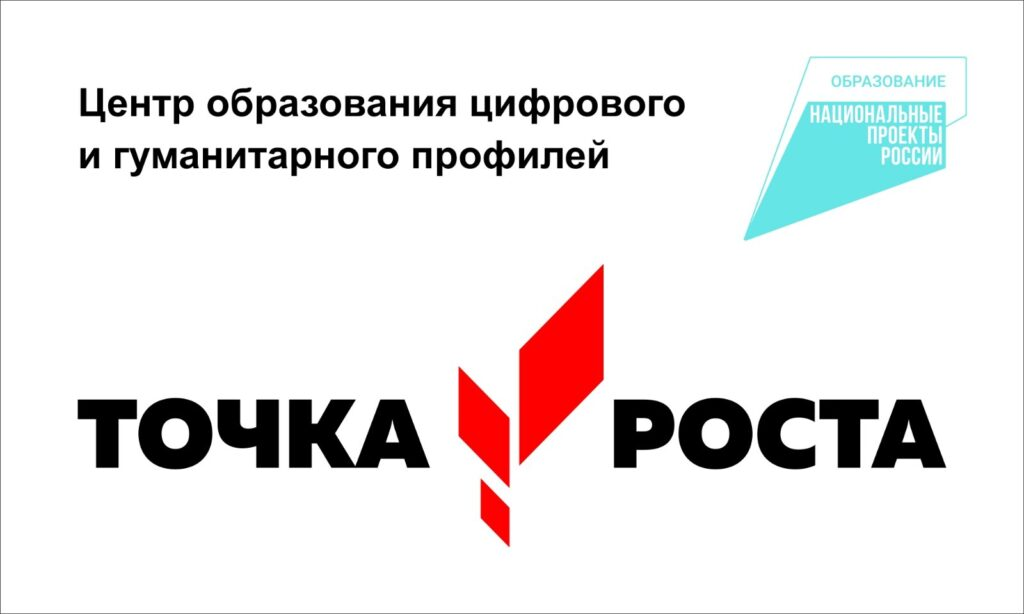 Центр образования цифрового
и гуманитарного профилей
ОБРАЗОВАНИЕ
НАЦИОНАЛЬНЫЕ
ПРОЕКТЫ
РОССИИ
ТОЧКА РОСТА